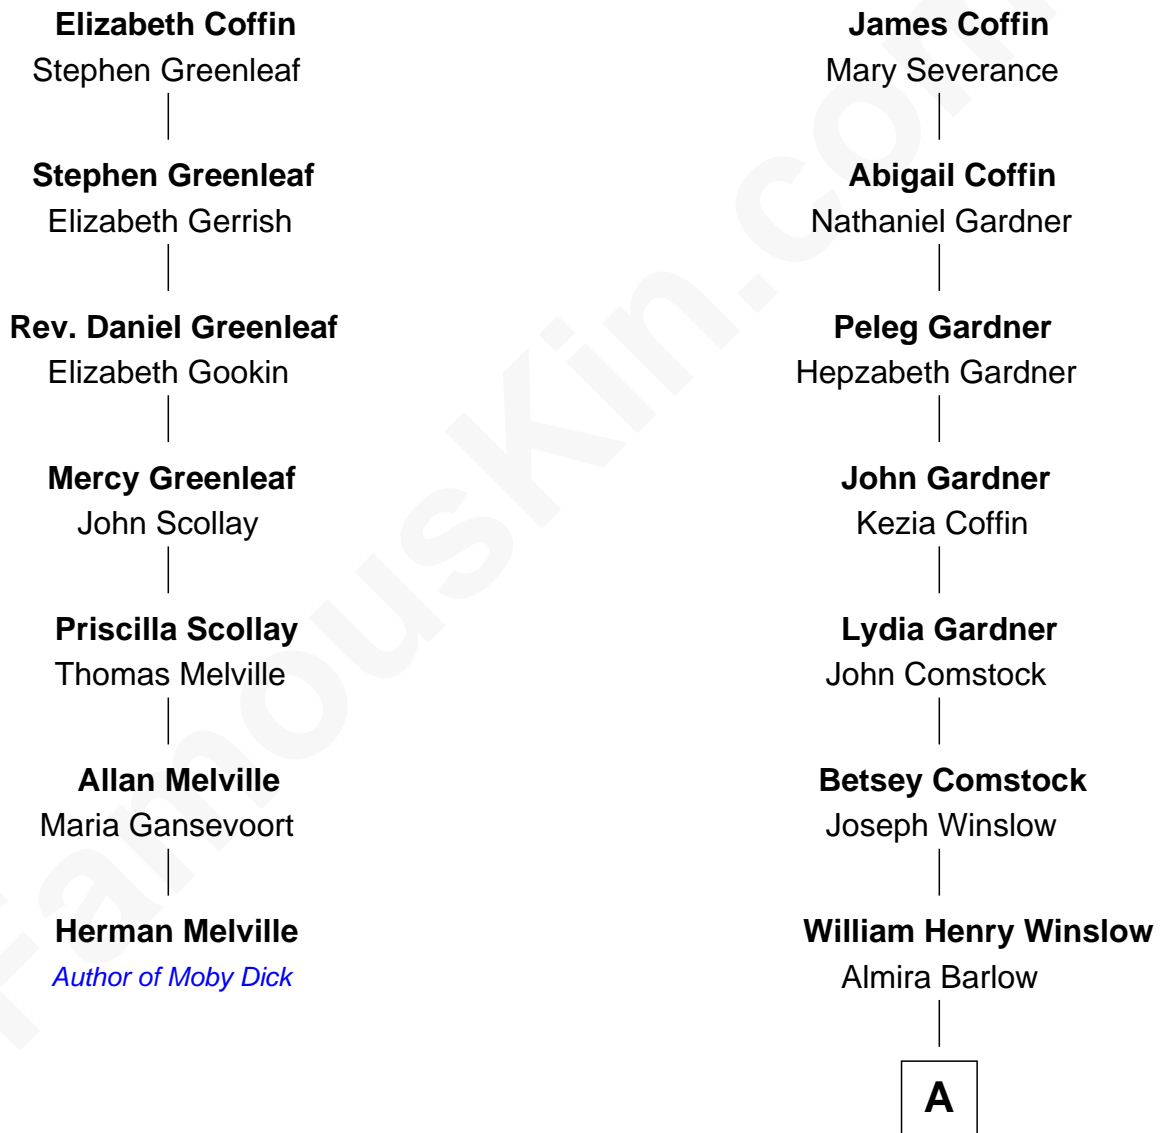 Elizabeth Coffin
Stephen Greenleaf
Stephen Greenleaf
Elizabeth Gerrish
Rev. Daniel Greenleaf
Elizabeth Gookin
Mercy Greenleaf
John Scollay
Priscilla Scollay
Thomas Melville
Allan Melville
Maria Gansevoort
Herman Melville
Author of Moby Dick
James Coffin
Mary Severance
Abigail Coffin
Nathaniel Gardner
Peleg Gardner
Hepzabeth Gardner
John Gardner
Kezia Coffin
Lydia Gardner
John Comstock
Betsey Comstock
Joseph Winslow
William Henry Winslow
Almira Barlow
A
FamousKin.com